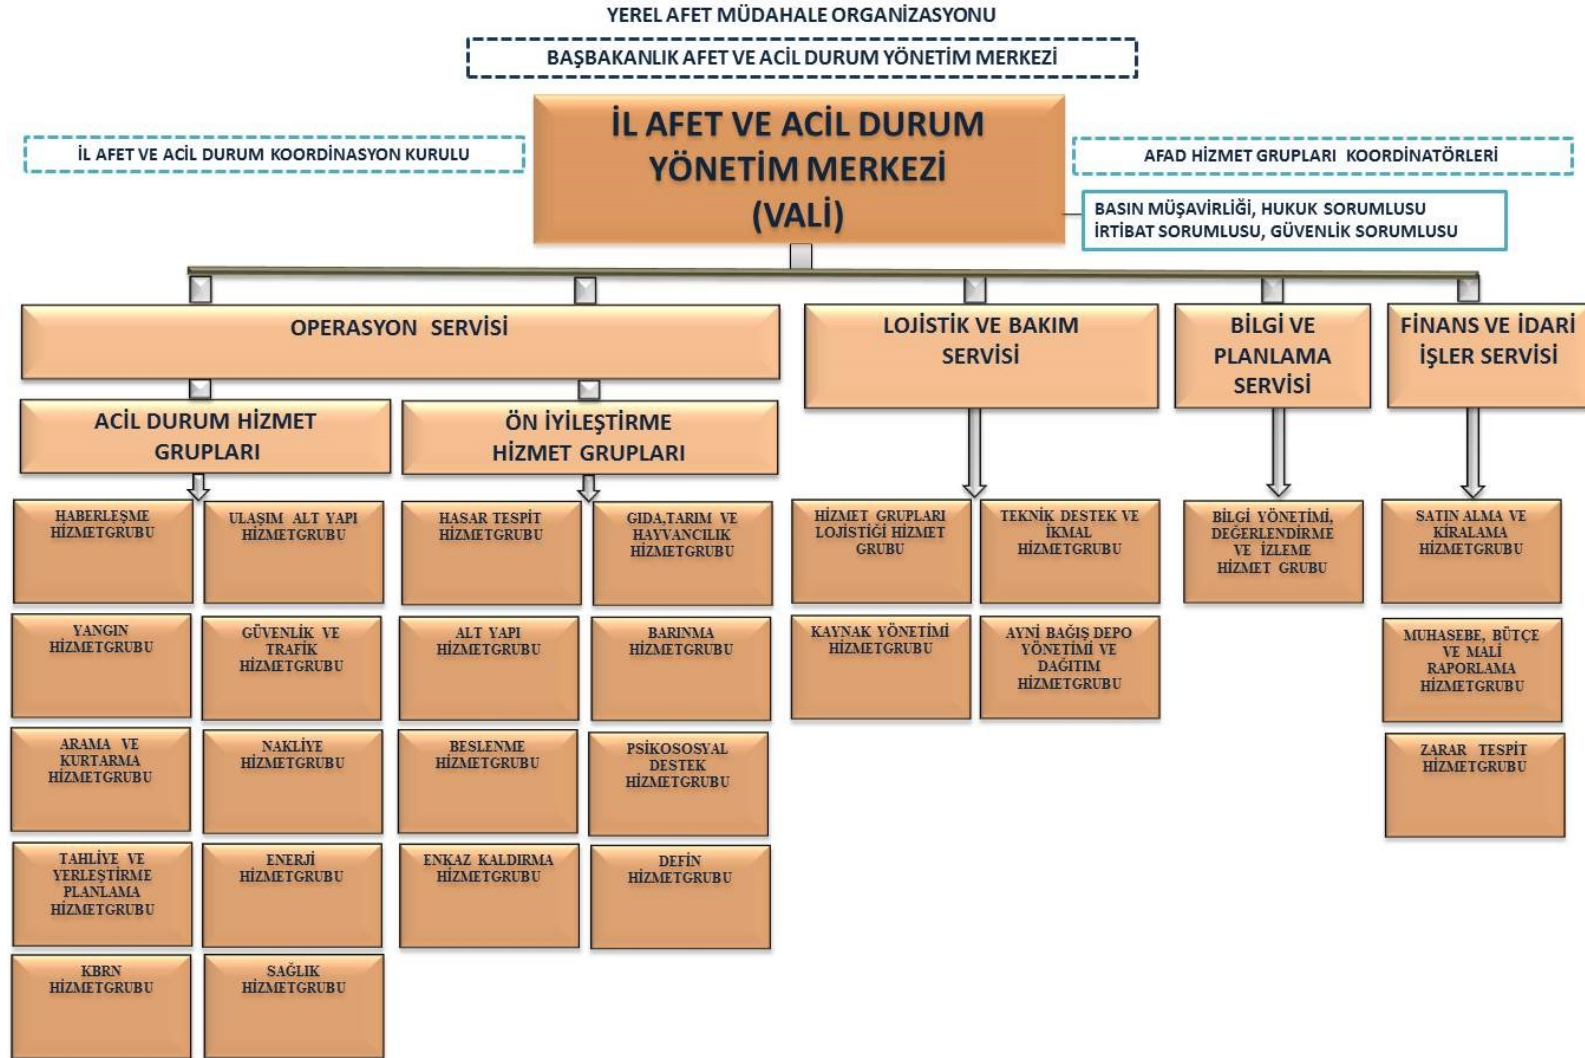 YEREL AFET MÜDAHALE ORGANİZASYONU
BAŞBAKANLIK AFET VE ACİL DURUM YÖNETİM MERKEZİ
İL AFET VE ACİL DURUM
YÖNETİM MERKEZİ
(VALİ)
İL AFET VE ACİL DURUM KOORDİNASYON KURULU
AFAD HİZMET GRUPLARI KOORDİNATÖRLERİ
BASIN MÜŞAVİRLİĞİ, HUKUK SORUMLUSU
İRTİBAT SORUMLUSU, GÜVENLİK SORUMLUSU
OPERASYON SERVİSİ
LOJİSTİK VE BAKIM
SERVİSİ
BİLGİ VE
PLANLAMA
SERVİSİ
FİNANS VE İDARİ
İŞLER SERVİSİ
ACİL DURUM HİZMET
GRUPLARI
ÖN İYİLEŞTİRME
HİZMET GRUPLARI
HABERLEŞME
HİZMETGRUBU
ULAŞIM ALT YAPI
HİZMETGRUBU
HASAR TESPİT
HİZMETGRUBU
GIDA,TARIM VE
HAYVANCILIK
HİZMETGRUBU
HİZMET GRUPLARI
LOJİSTİĞİ HİZMET
GRUBU
TEKNİK DESTEK VE
İKMAL
HİZMETGRUBU
BİLGİ YÖNETİMİ,
DEĞERLENDİRME
VE İZLEME
HİZMET GRUBU
SATIN ALMA VE
KİRALAMA
HİZMETGRUBU
YANGIN
HİZMETGRUBU
GÜVENLİK VE
TRAFİK
HİZMETGRUBU
ALT YAPI
HİZMETGRUBU
BARINMA
HİZMETGRUBU
KAYNAK YÖNETİMİ
HİZMETGRUBU
AYNİ BAĞIŞ DEPO
YÖNETİMİ VE
DAĞITIM
HİZMETGRUBU
MUHASEBE, BÜTÇE
VE MALİ
RAPORLAMA
HİZMETGRUBU
ARAMA VE
KURTARMA
HİZMETGRUBU
NAKLİYE
HİZMETGRUBU
BESLENME
HİZMETGRUBU
PSİKOSOSYAL
DESTEK
HİZMETGRUBU
ZARAR TESPİT
HİZMETGRUBU
TAHLİYE VE
YERLEŞTİRME
PLANLAMA
HİZMETGRUBU
ENERJİ
HİZMETGRUBU
ENKAZ KALDIRMA
HİZMETGRUBU
DEFİN
HİZMETGRUBU
KBRN
HİZMETGRUBU
SAĞLIK
HİZMETGRUBU